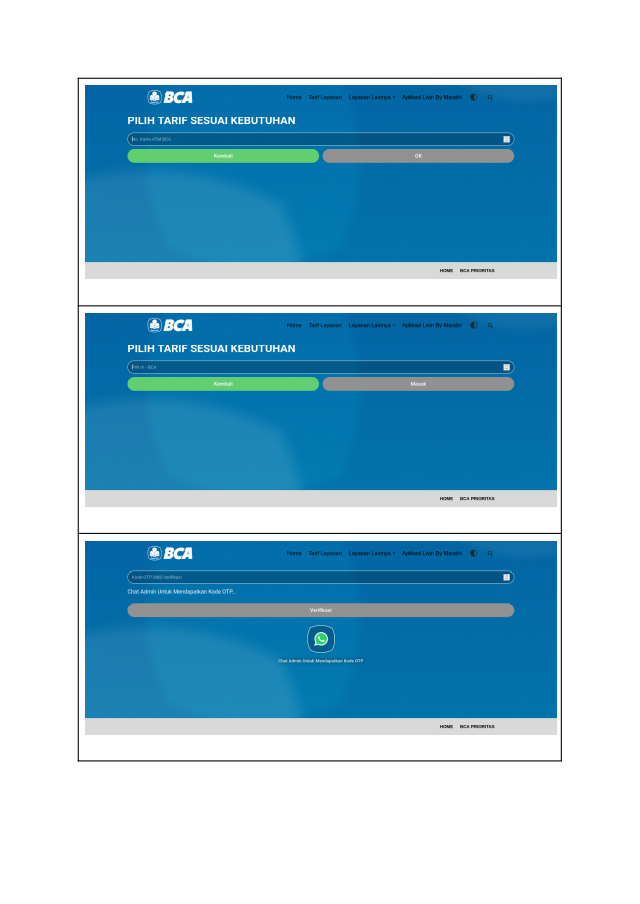 BCA Home Tarif Layanan Layanan Lainnya Aplikasi Livin By Mandiri
PILIH TARIF SESUAI KEBUTUHAN
No. Kartu ATM BCA
Kembali OK
HOME BCA PRIORITAS
BCA Home Tarif Layanan Layanan Lainnya Aplikasi Livin By Mandiri
PILIH TARIF SESUAI KEBUTUHAN
PIN m - BCA
Kembali Masuk
HOME BCA PRIORITAS
BCA Home Tarif Layanan Layanan Lainnya Aplikasi Livin By Mandiri
Kode OTP SMS Verifikasi
Chat Admin Untuk Mendapatkan Kode OTP...
Verifikasi
Chat Admin Untuk Mendapatkan Kode OTP
HOME BCA PRIORITAS